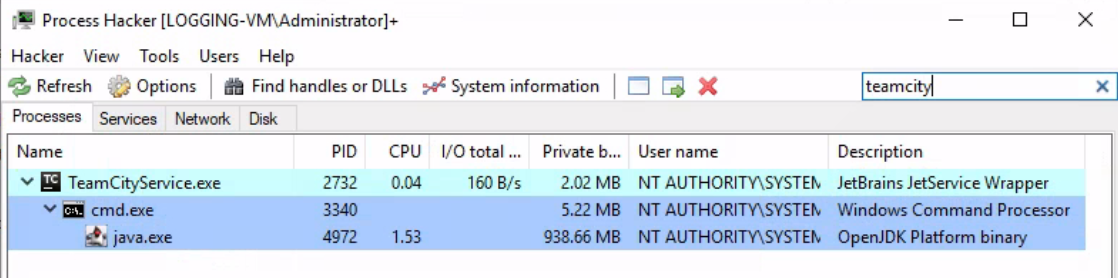 Process Hacker [LOGGING-VM\Administrator]+
Hacker View Tools Users Help
Refresh Options Find handles or DLLs System information teamcity
Processes Services Network Disk
Name PID CPU I/O total ... Private b... User name Description
TC TeamCityService.exe 2732 0.04 160 B/s 2.02 MB NT AUTHORITY\SYSTEM JetBrains JetService Wrapper
C:\. cmd.exe 3340 5.22 MB NT AUTHORITY\SYSTEM Windows Command Processor
java.exe 4972 1.53 938.66 MB NT AUTHORITY\SYSTEM OpenJDK Platform binary